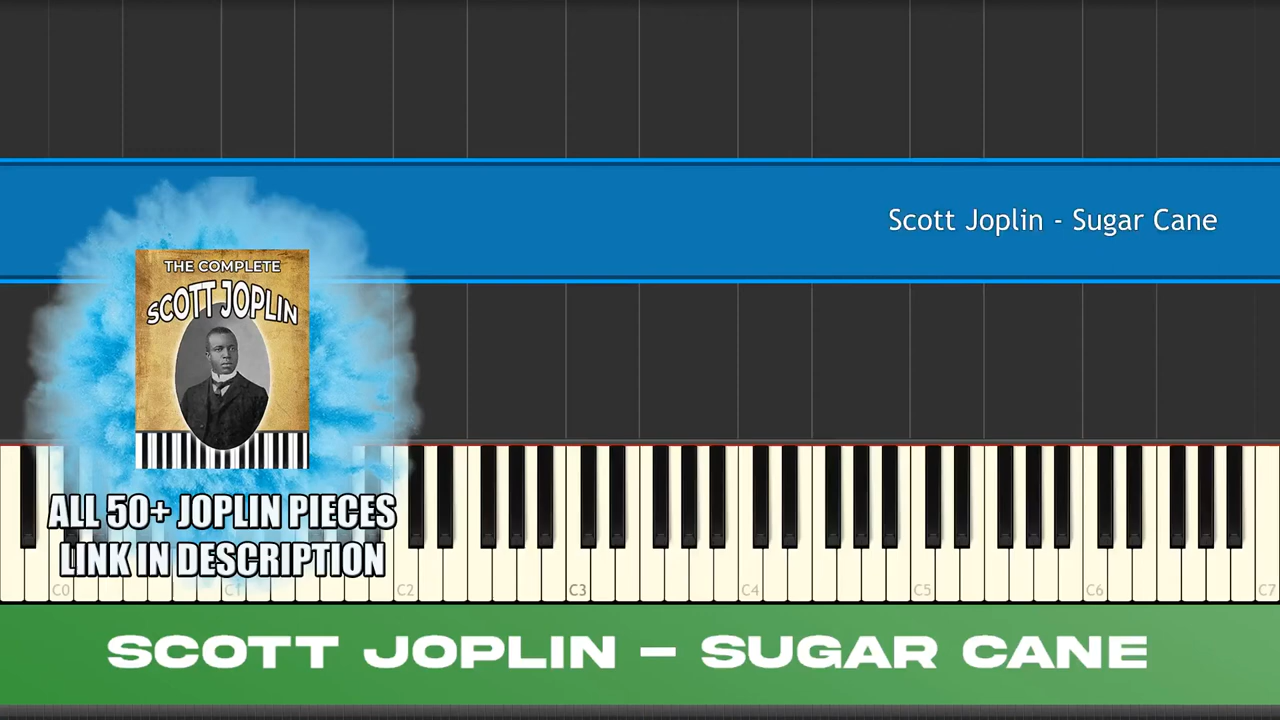 Scott Joplin - Sugar Cane
THE COMPLETE
SCOTT JOPLIN
ALL 50+ JOPLIN PIECES
LINK IN DESCRIPTION
C0 C1 C2 C3 C4 C5 C6 C7
SCOTT JOPLIN – SUGAR CANE